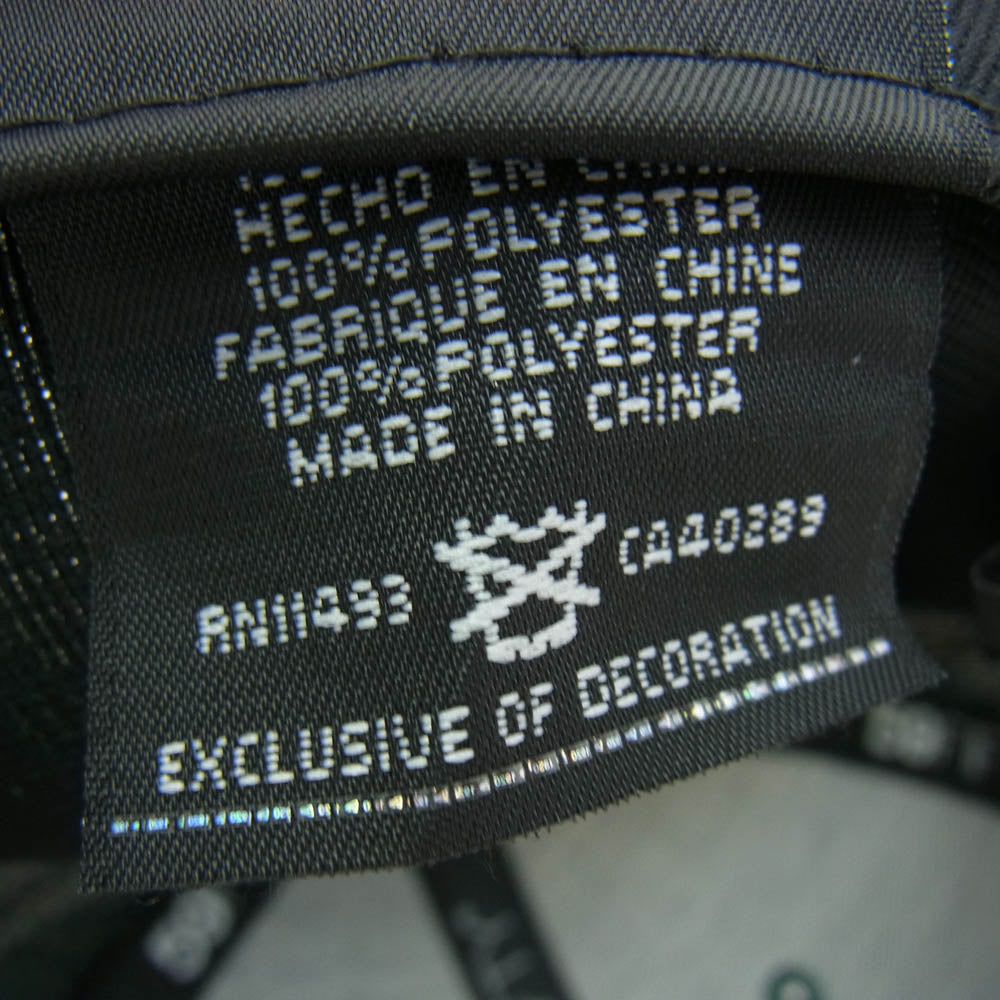 HECHO EN CHINA
100% POLYESTER
FABRIQUE EN CHINE
100% POLYESTER
MADE IN CHINA
RN11493 CA40289
EXCLUSIVE OF DECORATION